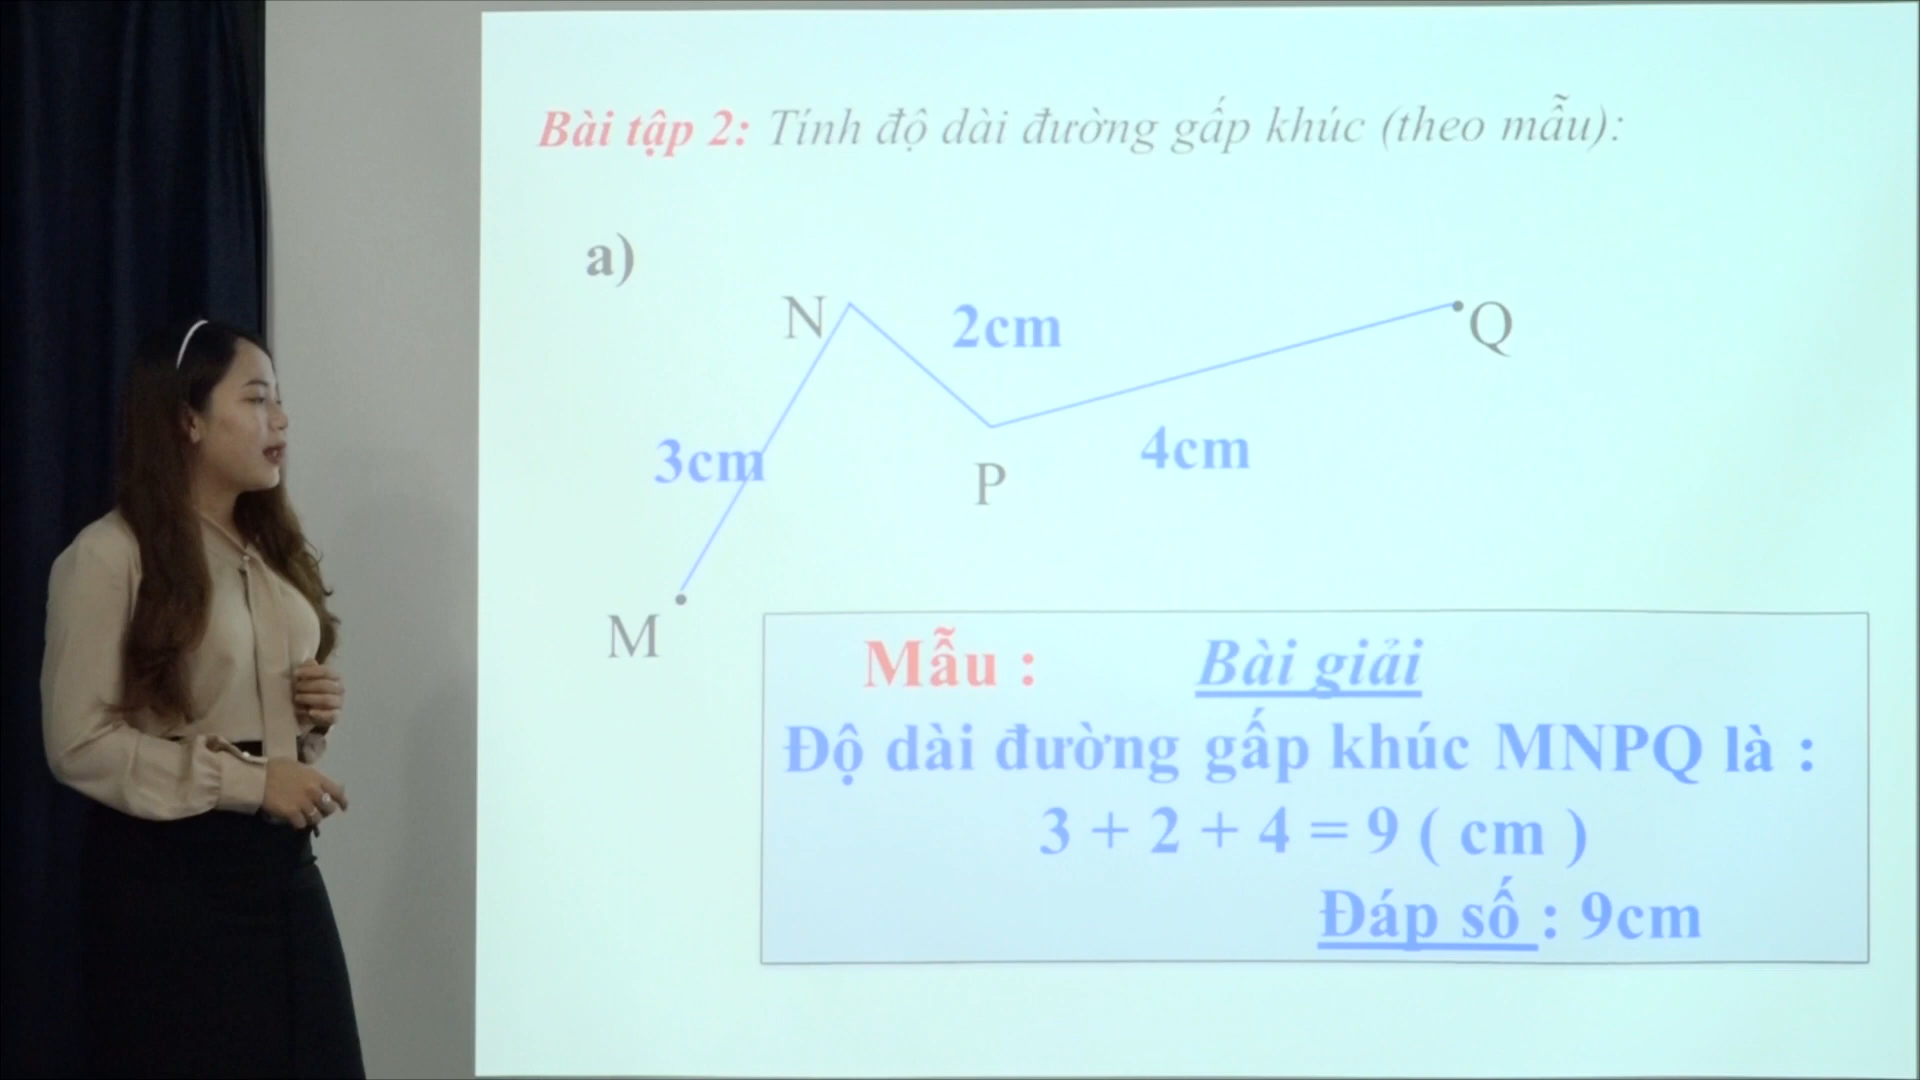 Bài tập 2: Tính độ dài đường gấp khúc (theo mẫu):
a)
N
2cm
Q
3cm
P
4cm
M
Mẫu : Bài giải
Độ dài đường gấp khúc MNPQ là :
3 + 2 + 4 = 9 ( cm )
Đáp số : 9cm